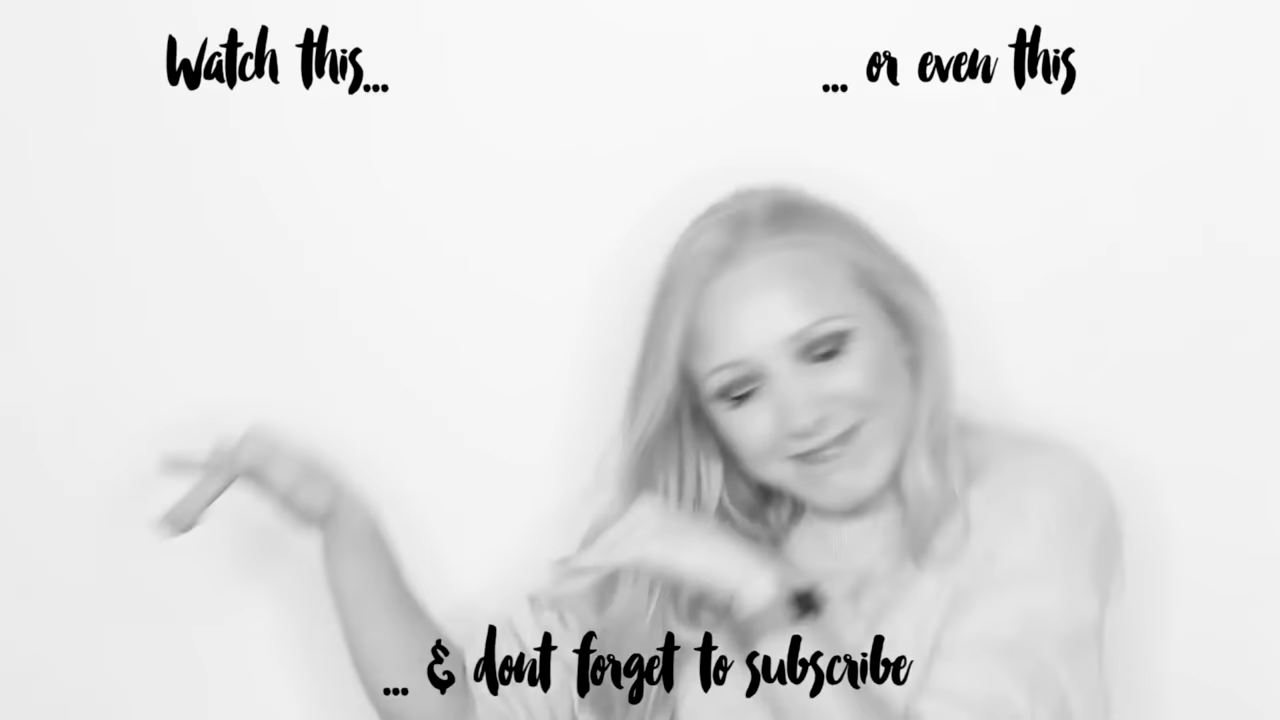 Watch this...
... or even this
... & dont forget to subscribe